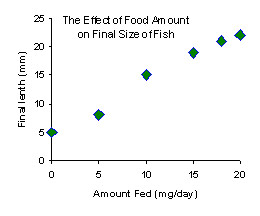 The Effect of Food Amount
on Final Size of Fish
25
20
15
10
5
0
Final lenth (mm)
0 5 10 15 20
Amount Fed (mg/day)